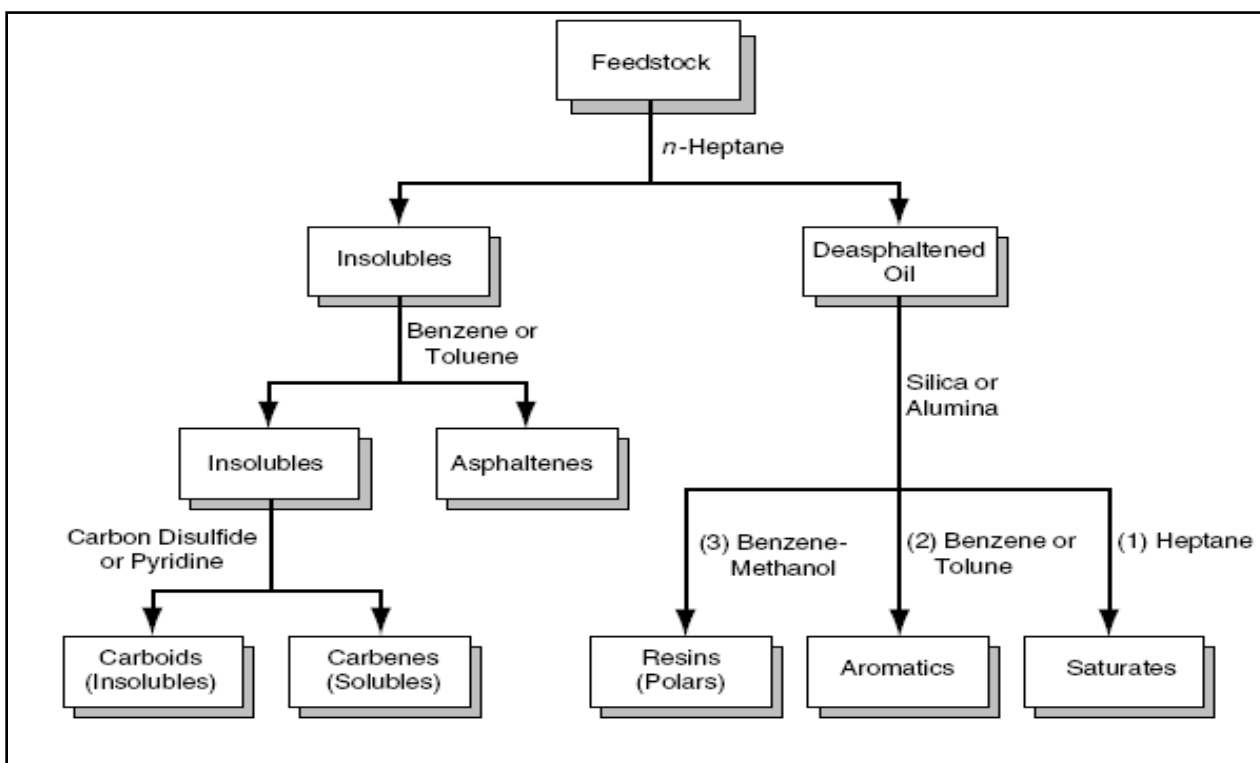 Feedstock
n-Heptane
Insolubles
Deasphaltened
Oil
Benzene or
Toluene
Silica or
Alumina
Insolubles
Asphaltenes
Carbon Disulfide
or Pyridine
(3) Benzene-
Methanol
(2) Benzene or
Tolune
(1) Heptane
Carboids
(Insolubles)
Carbenes
(Solubles)
Resins
(Polars)
Aromatics
Saturates